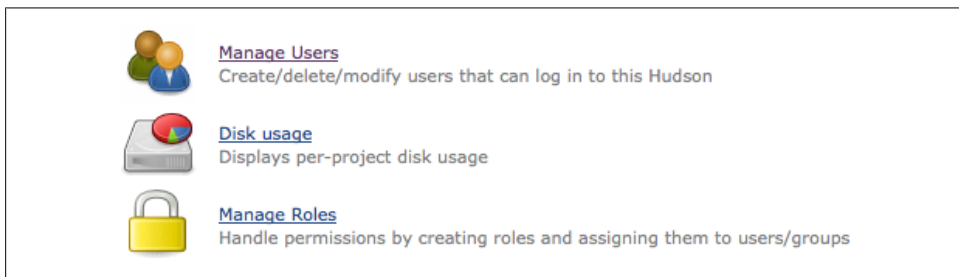 Manage Users
Create/delete/modify users that can log in to this Hudson
Disk usage
Displays per-project disk usage
Manage Roles
Handle permissions by creating roles and assigning them to users/groups